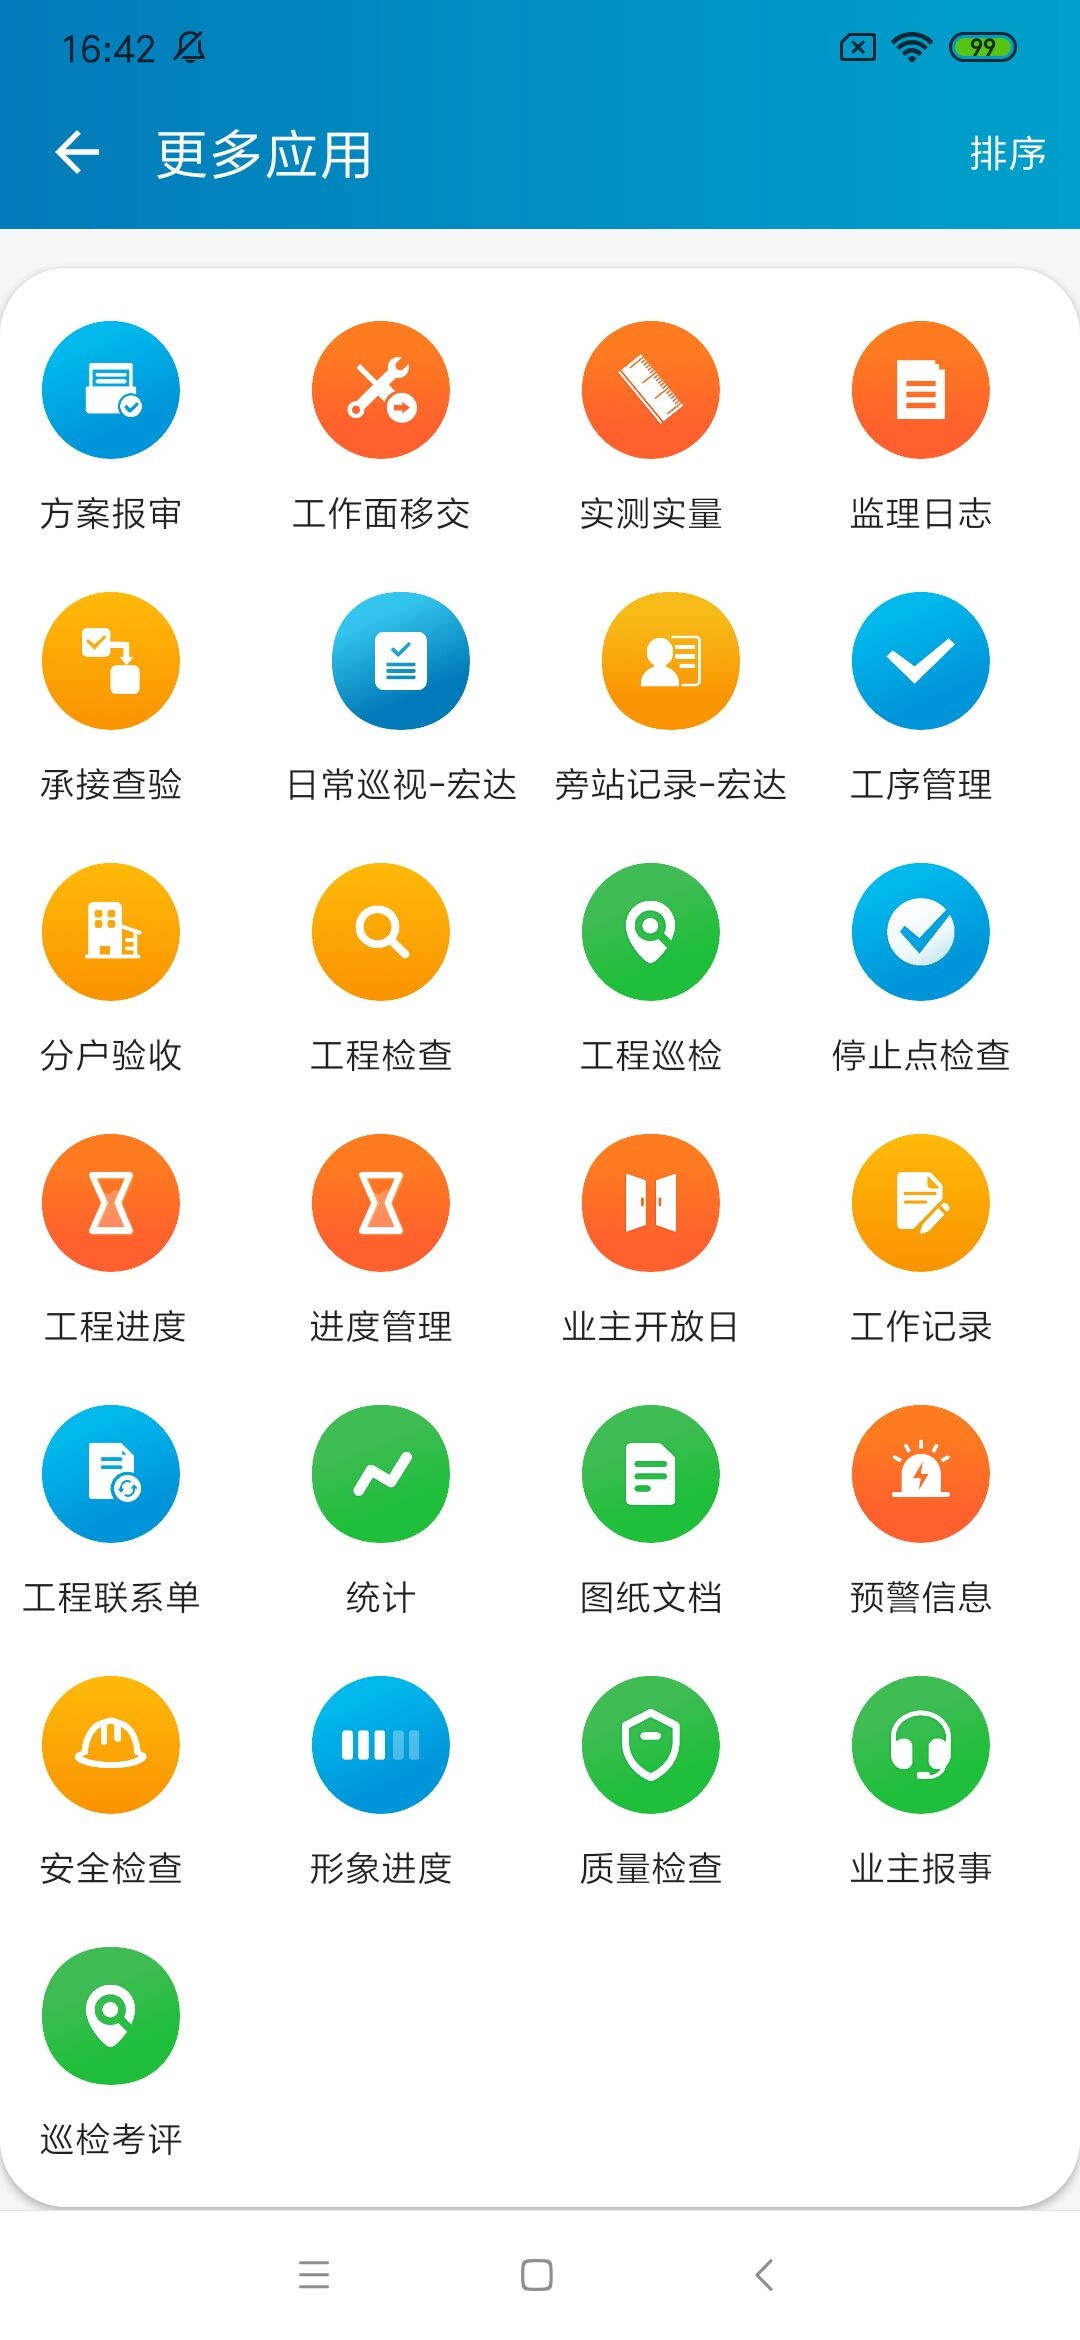 16:42
99
更多应用
排序
方案报审 工作面移交 实测实量 监理日志
承接查验 日常巡视-宏达 旁站记录-宏达 工序管理
分户验收 工程检查 工程巡检 停止点检查
工程进度 进度管理 业主开放日 工作记录
工程联系单 统计 图纸文档 预警信息
安全检查 形象进度 质量检查 业主报事
巡检考评